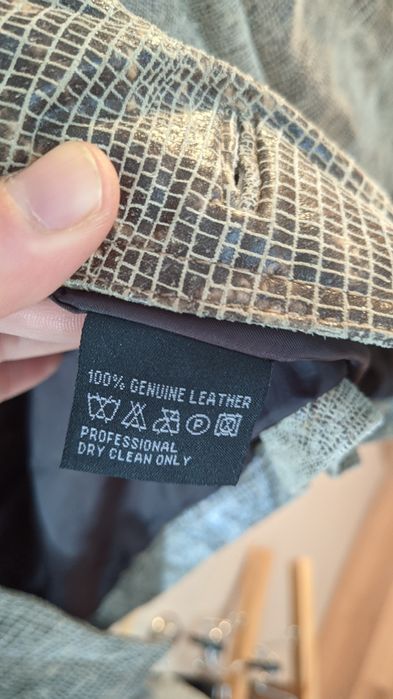 100% GENUINE LEATHER
P
PROFESSIONAL
DRY CLEAN ONLY